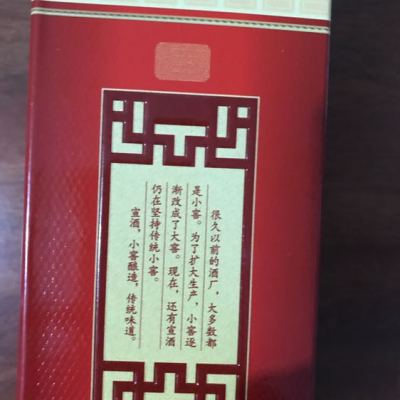 很久以前的酒厂，大多数都
是小窖。为了扩大生产，小窖逐
渐改成了大窖。现在，还有宣酒
仍在坚持传统小窖。
宣酒，小窖酿造，传统味道。